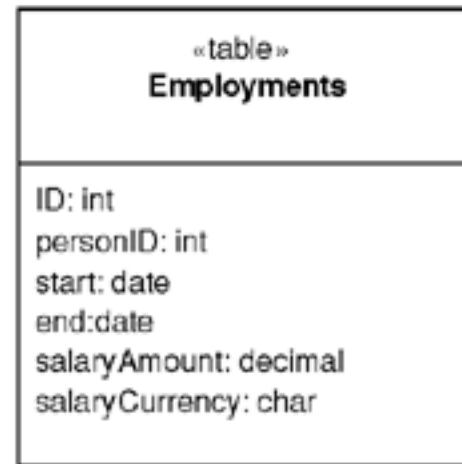 «table»
Employments
ID: int
personID: int
start: date
end:date
salaryAmount: decimal
salaryCurrency: char